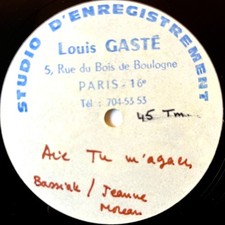 STUDIO D'ENREGISTREMENT
Louis GASTÉ
5, Rue du Bois de Boulogne
PARIS - 16e
Tél : 704-53-53
45 Tm
Aïe Tu m'agaces
Bassiak / Jeanne
Moreau